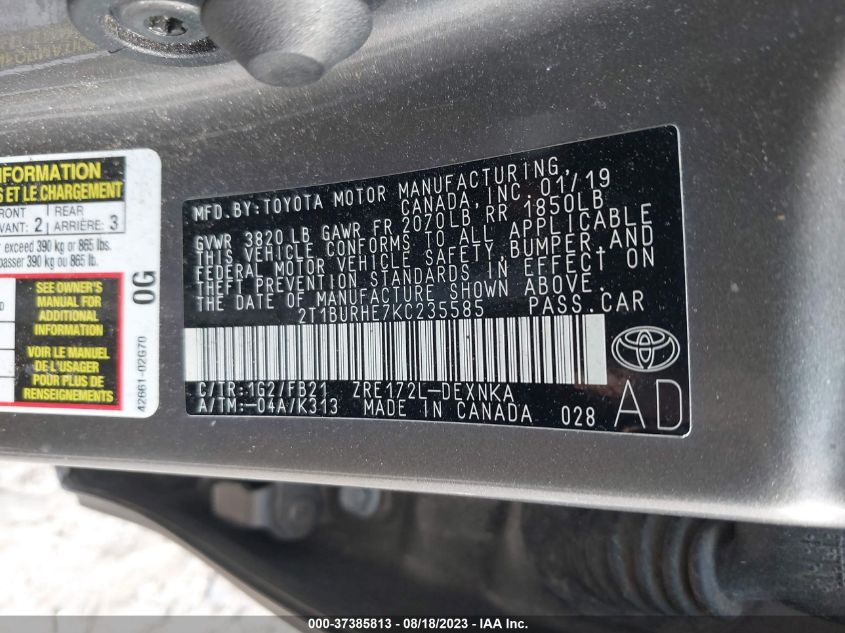 INFORMATION
S ET LE CHARGEMENT
FRONT
VANT: 2
REAR
ARRIÈRE: 3
exceed 390 kg or 865 lbs.
passer 390 kg ou 865 lb.
SEE OWNER'S
MANUAL FOR
ADDITIONAL
INFORMATION
VOIR LE MANUEL
DE L'USAGER
POUR PLUS DE
RENSEIGNEMENTS
0G
42661-02G70
MFD.BY:TOYOTA MOTOR MANUFACTURING,
CANADA, INC. 01/19
GVWR 3820 LB GAWR FR 2070LB, RR 1850LB
THIS VEHICLE CONFORMS TO ALL APPLICABLE
FEDERAL MOTOR VEHICLE SAFETY, BUMPER, AND
THEFT PREVENTION STANDARDS IN EFFECT ON
THE DATE OF MANUFACTURE SHOWN ABOVE.
2T1BURHE7KC235585 PASS.CAR
C/TR:1G2/FB21 ZRE172L-DEXNKA
A/TM:-04A/K313 MADE IN CANADA 028
AD
000-37385813 - 08/18/2023 - © IAA Inc.